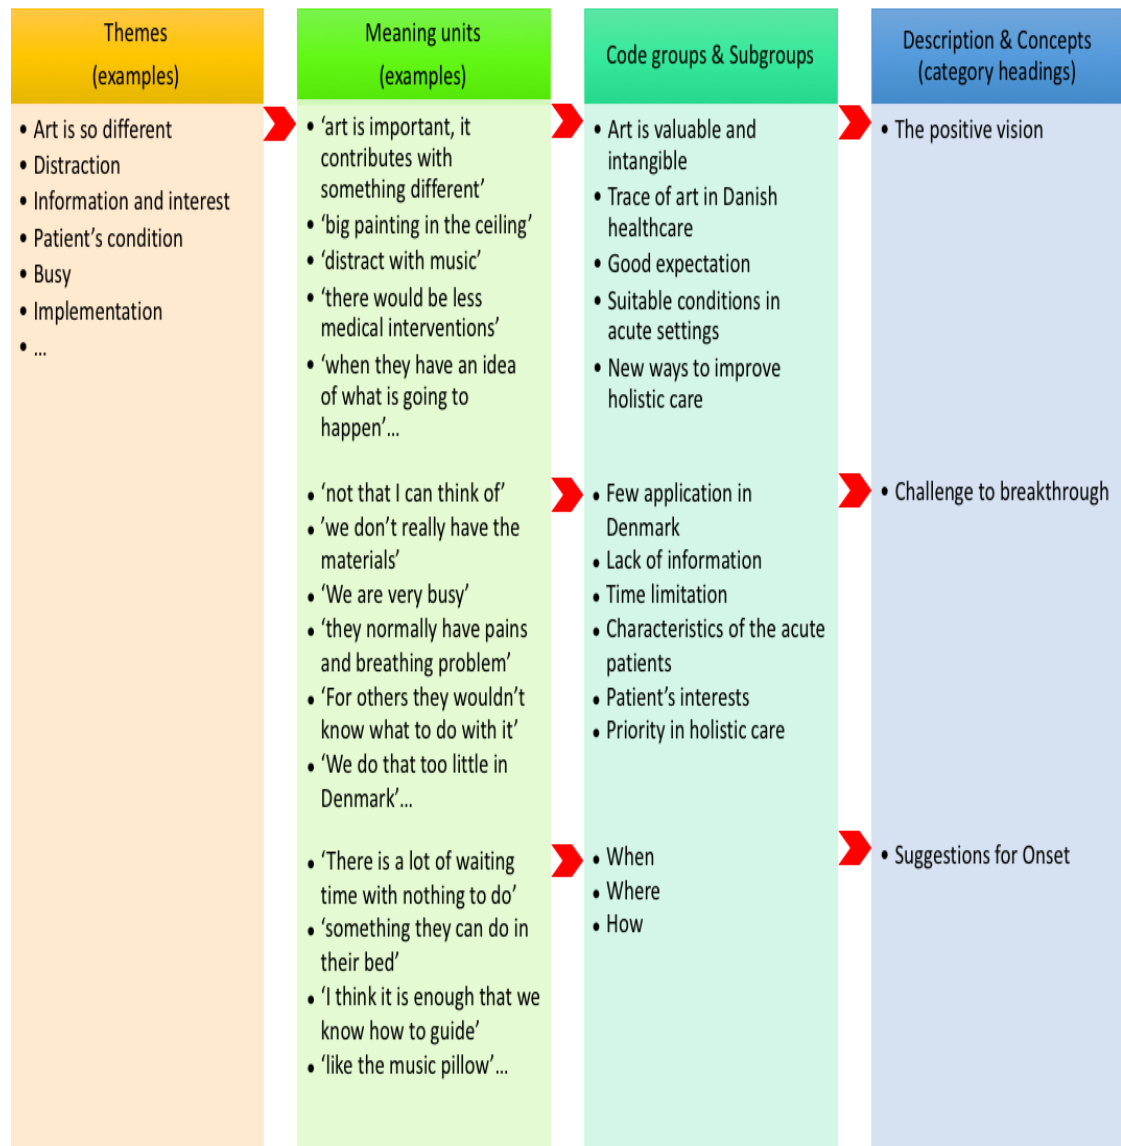 Themes
(examples)
• Art is so different
• Distraction
• Information and interest
• Patient’s condition
• Busy
• Implementation
• ...
Meaning units
(examples)
• ‘art is important, it
contributes with
something different’
• ‘big painting in the ceiling’
• ‘distract with music’
• ‘there would be less
medical interventions’
• ‘when they have an idea
of what is going to
happen’...
• ‘not that I can think of’
• ’we don’t really have the
materials’
• ‘We are very busy’
• ‘they normally have pains
and breathing problem’
• ‘For others they wouldn’t
know what to do with it’
• ‘We do that too little in
Denmark’...
• ‘There is a lot of waiting
time with nothing to do’
• ‘something they can do in
their bed’
• ‘I think it is enough that we
know how to guide’
• ‘like the music pillow’...
Code groups & Subgroups
• Art is valuable and
intangible
• Trace of art in Danish
healthcare
• Good expectation
• Suitable conditions in
acute settings
• New ways to improve
holistic care
• Few application in
Denmark
• Lack of information
• Time limitation
• Characteristics of the acute
patients
• Patient’s interests
• Priority in holistic care
• When
• Where
• How
Description & Concepts
(category headings)
• The positive vision
• Challenge to breakthrough
• Suggestions for Onset